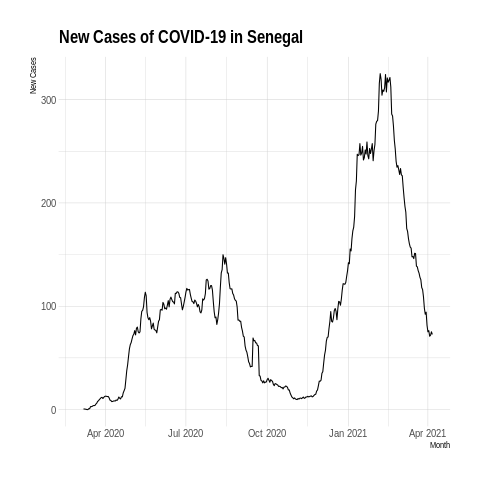 New Cases of COVID-19 in Senegal
New Cases
300
200
100
0
Apr 2020 Jul 2020 Oct 2020 Jan 2021 Apr 2021
Month